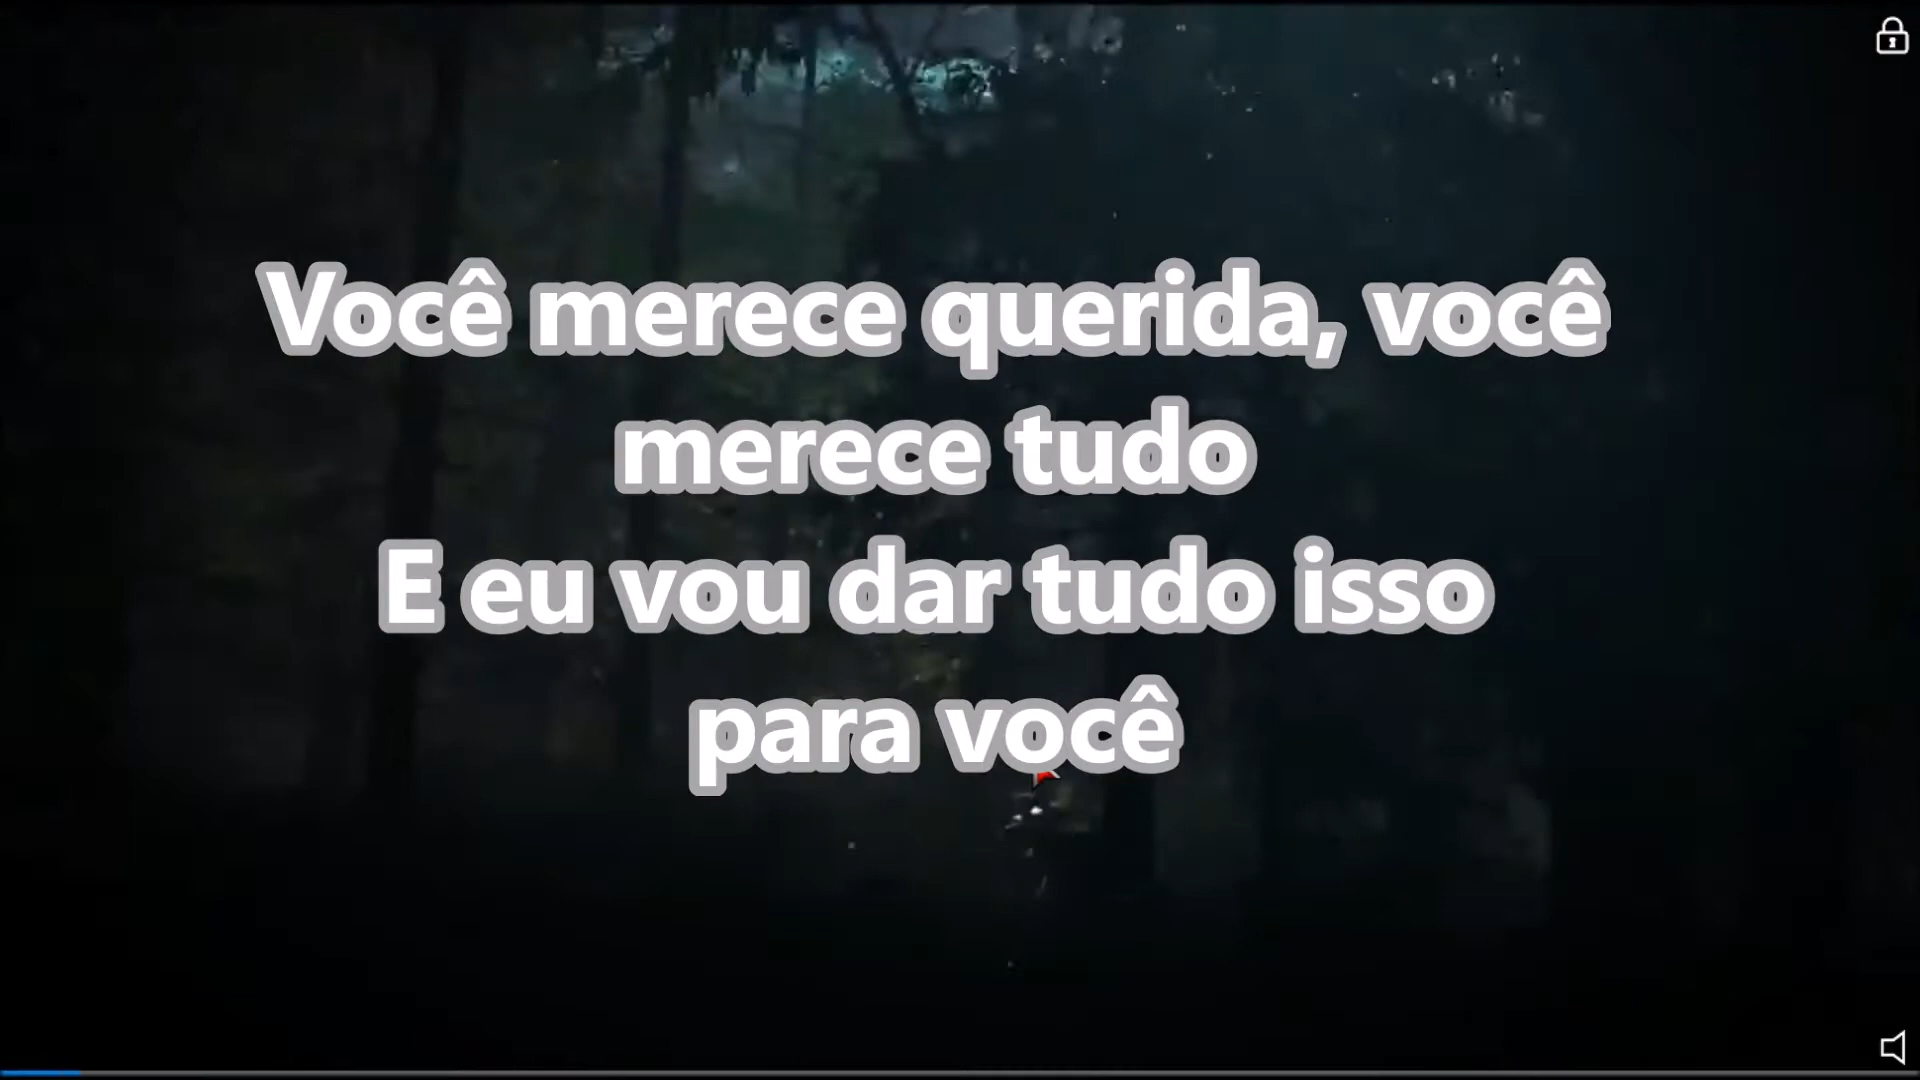 Você merece querida, você
merece tudo
E eu vou dar tudo isso
para você